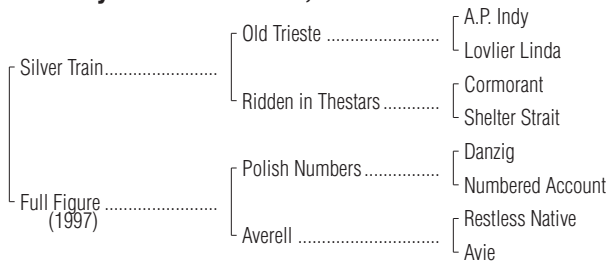 A.P. Indy
Old Trieste ......................
Lovlier Linda
Silver Train......................
Cormorant
Ridden in Thestars ...........
Shelter Strait
Danzig
Polish Numbers ...............
Numbered Account
Full Figure ......................
(1997)
Restless Native
Averell ............................
Avie